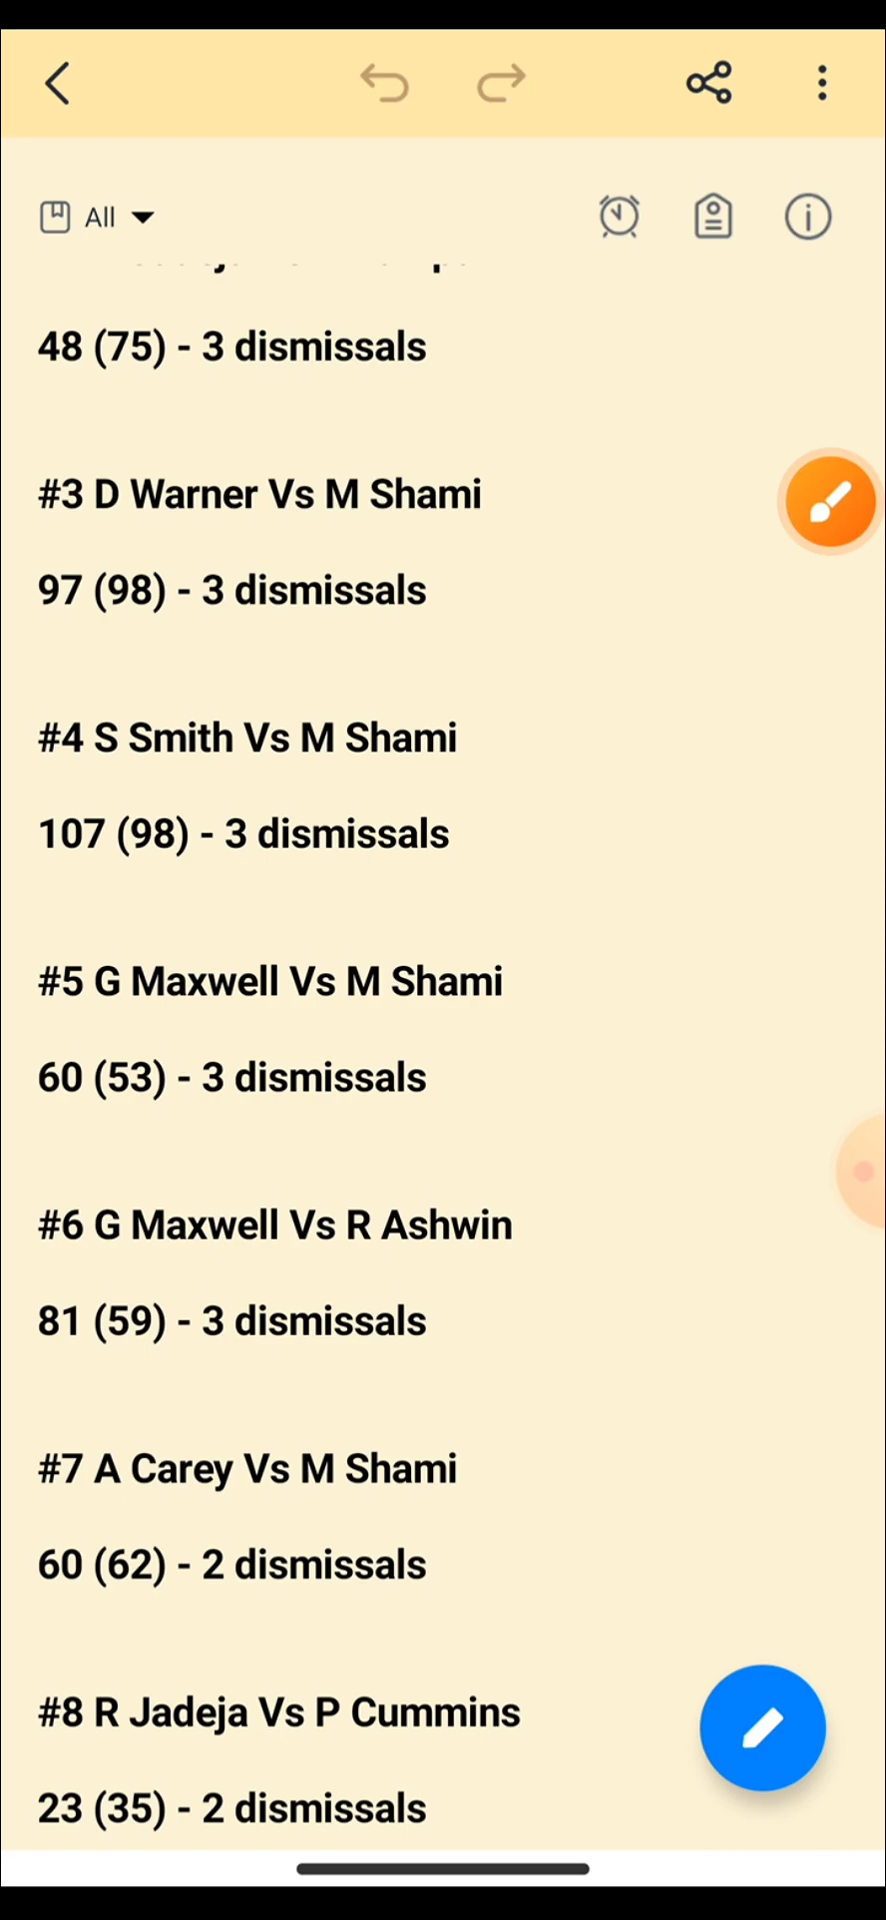 All
48 (75) - 3 dismissals
#3 D Warner Vs M Shami
97 (98) - 3 dismissals
#4 S Smith Vs M Shami
107 (98) - 3 dismissals
#5 G Maxwell Vs M Shami
60 (53) - 3 dismissals
#6 G Maxwell Vs R Ashwin
81 (59) - 3 dismissals
#7 A Carey Vs M Shami
60 (62) - 2 dismissals
#8 R Jadeja Vs P Cummins
23 (35) - 2 dismissals